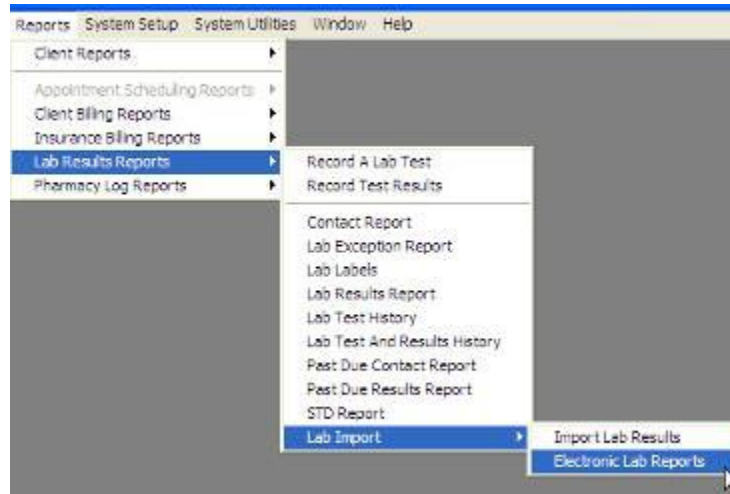 Reports System Setup System Utilities Window Help
Client Reports
Appointment Scheduling Reports
Client Billing Reports
Insurance Billing Reports
Lab Results Reports
Pharmacy Log Reports
Record A Lab Test
Record Test Results
Contact Report
Lab Exception Report
Lab Labels
Lab Results Report
Lab Test History
Lab Test And Results History
Past Due Contact Report
Past Due Results Report
STD Report
Lab Import
Import Lab Results
Electronic Lab Reports